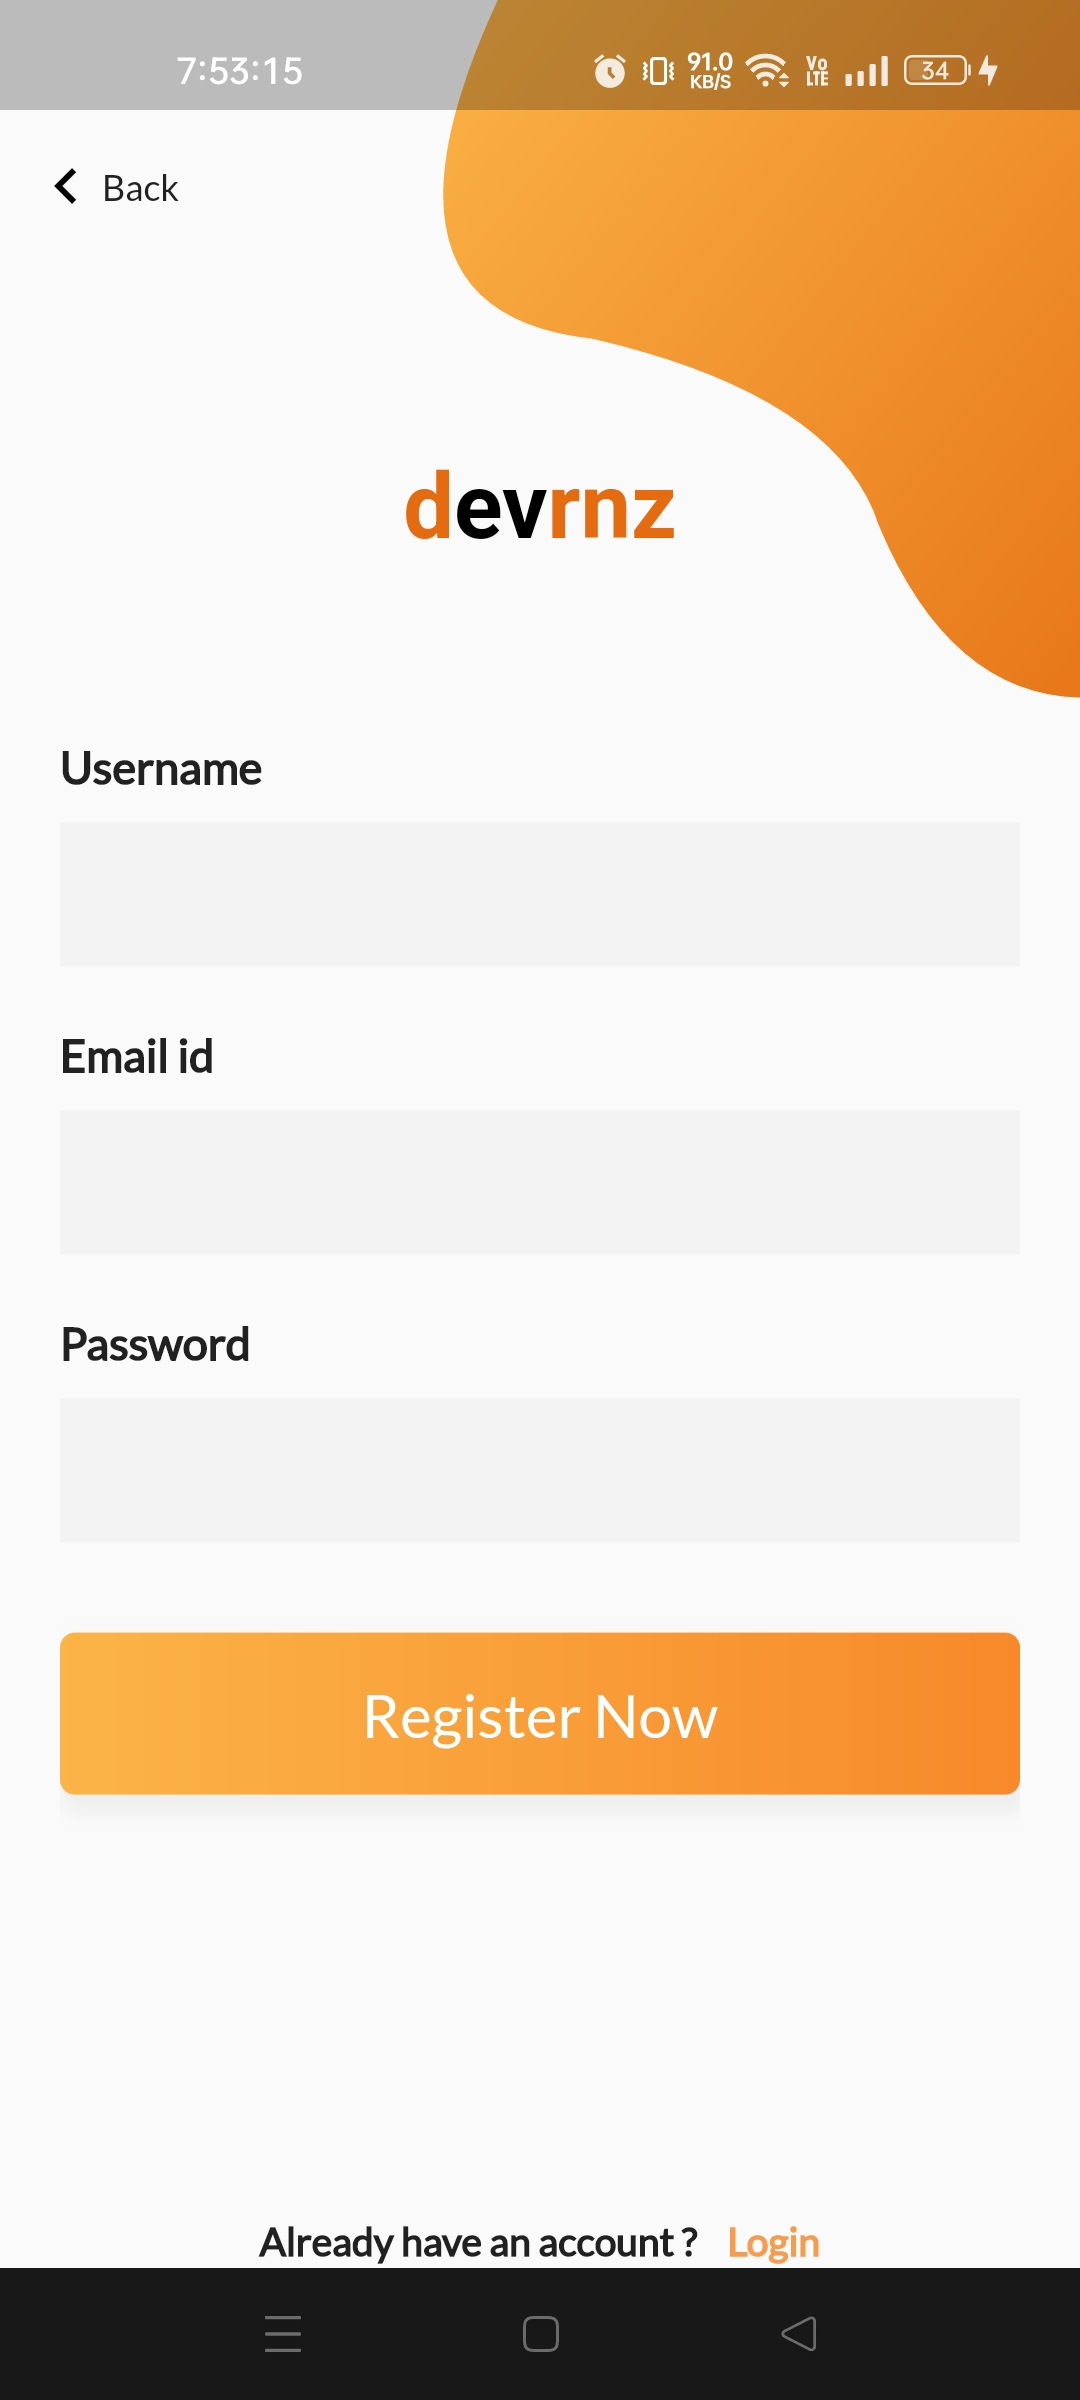 7:53:15 91.0 KB/S Vo LTE 34
Back
devrnz
Username
Email id
Password
Register Now
Already have an account ? Login